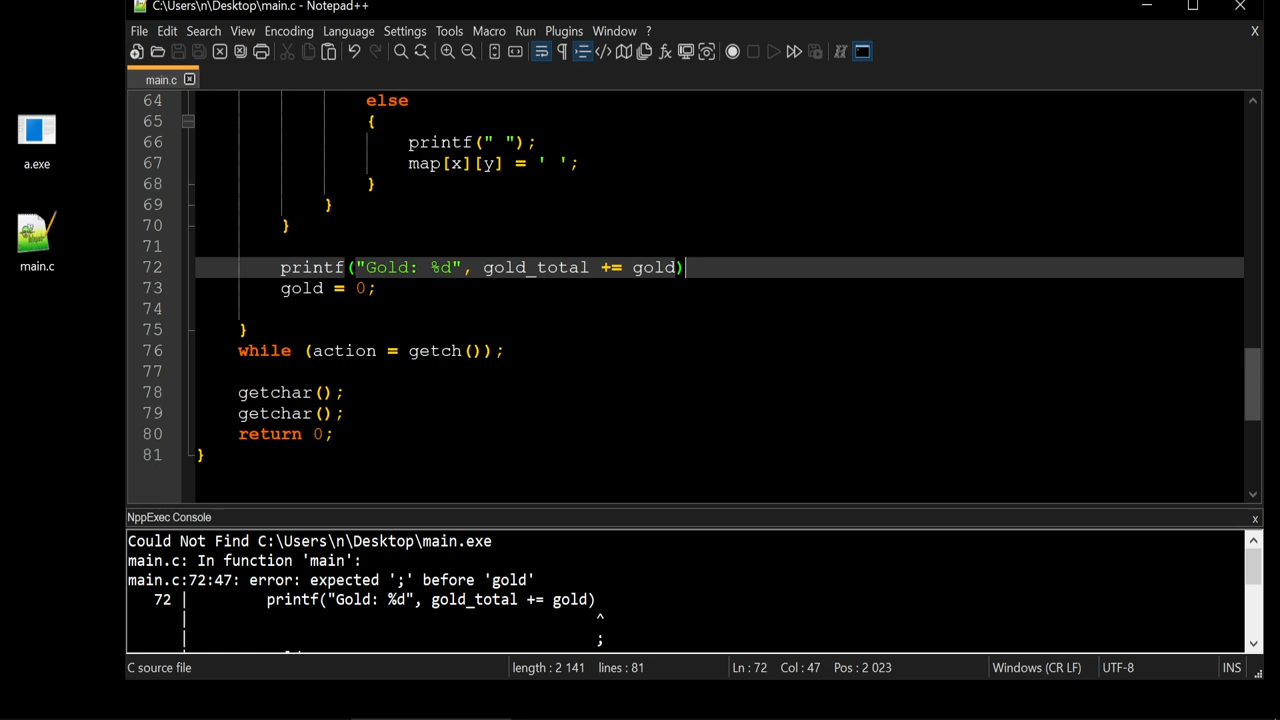 C:\Users\n\Desktop\main.c - Notepad++
File Edit Search View Encoding Language Settings Tools Macro Run Plugins Window ? X
main.c
a.exe
main.c
64 else
65 {
66 printf(" ");
67 map[x][y] = ' ';
68 }
69 }
70 }
71
72 printf("Gold: %d", gold_total += gold)
73 gold = 0;
74
75 }
76 while (action = getch());
77
78 getchar();
79 getchar();
80 return 0;
81 }
NppExec Console x
Could Not Find C:\Users\n\Desktop\main.exe
main.c: In function 'main':
main.c:72:47: error: expected ';' before 'gold'
72 | printf("Gold: %d", gold_total += gold)
| ^
| ;
C source file length : 2 141 lines : 81 Ln : 72 Col : 47 Pos : 2 023 Windows (CR LF) UTF-8 INS